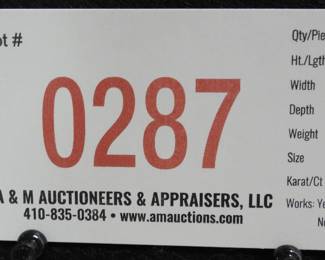 ot #
0287
A & M AUCTIONEERS & APPRAISERS, LLC
410-835-0384 • www.amauctions.com
Qty/Pie
Ht./Lgth
Width
Depth
Weight
Size
Karat/Ct
Works: Ye